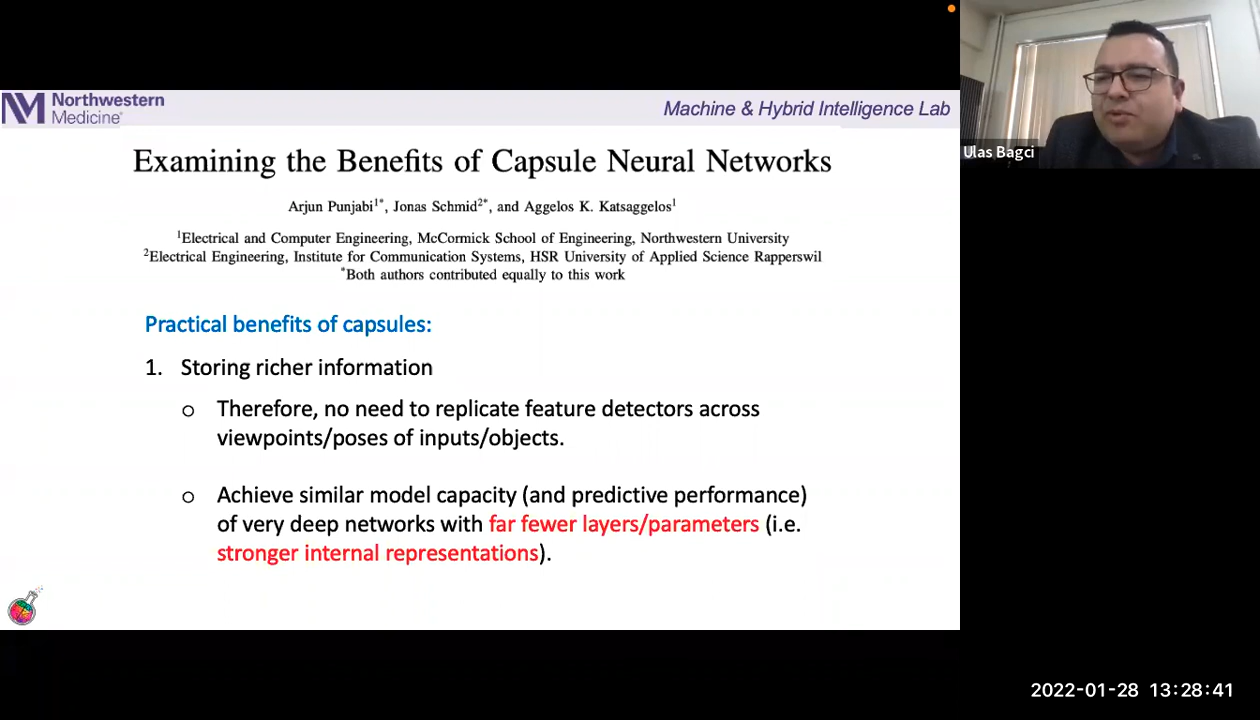 Northwestern
Medicine®
Machine & Hybrid Intelligence Lab
Ulas Bagci
Examining the Benefits of Capsule Neural Networks
Arjun Punjabi¹*, Jonas Schmid²*, and Aggelos K. Katsaggelos¹
¹Electrical and Computer Engineering, McCormick School of Engineering, Northwestern University
²Electrical Engineering, Institute for Communication Systems, HSR University of Applied Science Rapperswil
*Both authors contributed equally to this work
Practical benefits of capsules:
1. Storing richer information
o Therefore, no need to replicate feature detectors across
viewpoints/poses of inputs/objects.
o Achieve similar model capacity (and predictive performance)
of very deep networks with far fewer layers/parameters (i.e.
stronger internal representations).
2022-01-28 13:28:41